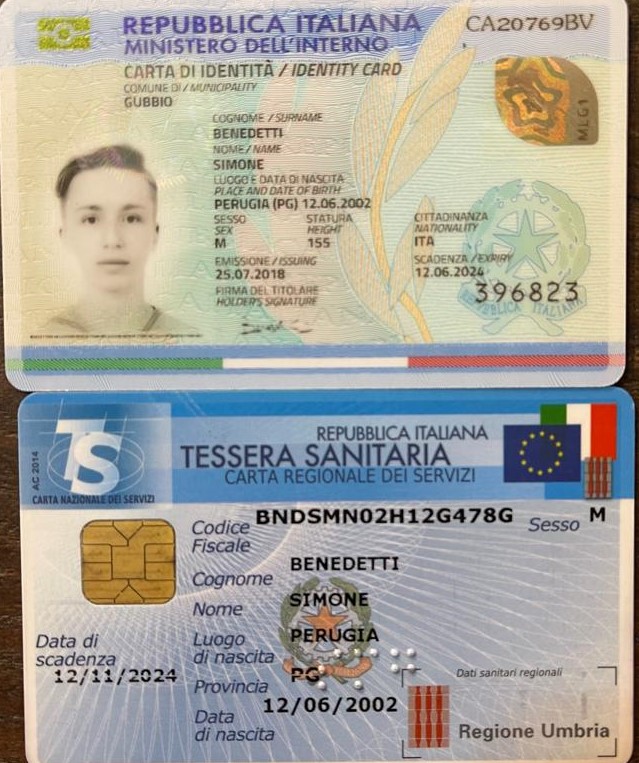 REPUBBLICA ITALIANA
MINISTERO DELL'INTERNO
CA20769BV
CARTA DI IDENTITÀ / IDENTITY CARD
COMUNE DI / MUNICIPALITY
GUBBIO
COGNOME / SURNAME
BENEDETTI
NOME / NAME
SIMONE
LUOGO E DATA DI NASCITA
PLACE AND DATE OF BIRTH
PERUGIA (PG) 12.06.2002
SESSO STATURA CITTADINANZA
SEX HEIGHT NATIONALITY
M 155 ITA
EMISSIONE / ISSUING SCADENZA / EXPIRY
25.07.2018 12.06.2024
FIRMA DEL TITOLARE
HOLDER'S SIGNATURE
396823
REPUBBLICA ITALIANA
MLG1
AC 2014
TS
CARTA NAZIONALE DEI SERVIZI
REPUBBLICA ITALIANA
TESSERA SANITARIA
CARTA REGIONALE DEI SERVIZI
Codice Fiscale BNDSMN02H12G478G Sesso M
Cognome BENEDETTI
Nome SIMONE
Luogo di nascita PERUGIA
Provincia PG
Data di nascita 12/06/2002
Data di scadenza
12/11/2024
Dati sanitari regionali
Regione Umbria